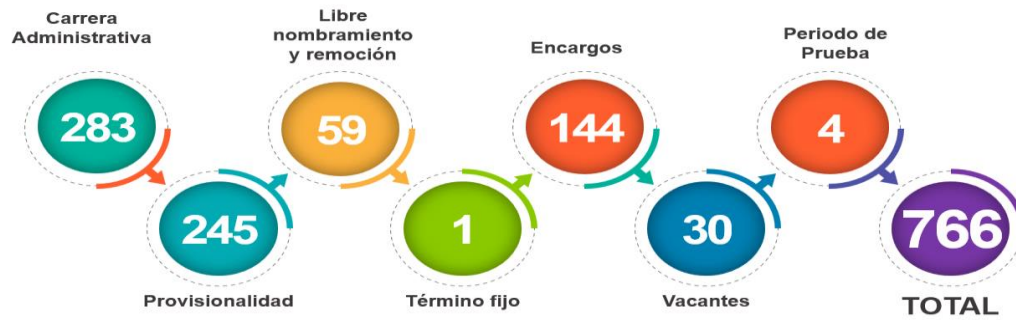 Carrera
Administrativa
283
245
Provisionalidad
Libre
nombramiento
y remoción
59
1
Término fijo
Encargos
144
30
Vacantes
Periodo de
Prueba
4
766
TOTAL